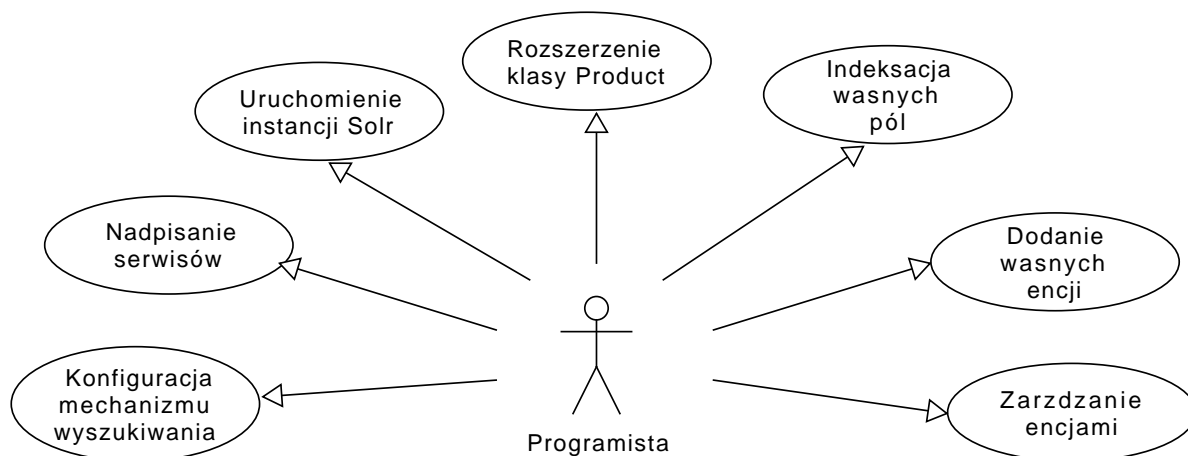 Rozszerzenie
klasy Product
Uruchomienie
instancji Solr
Indeksacja
wasnych
pól
Nadpisanie
serwisów
Dodanie
wasnych
encji
Konfiguracja
mechanizmu
wyszukiwania
Zarzdzanie
encjami
Programista